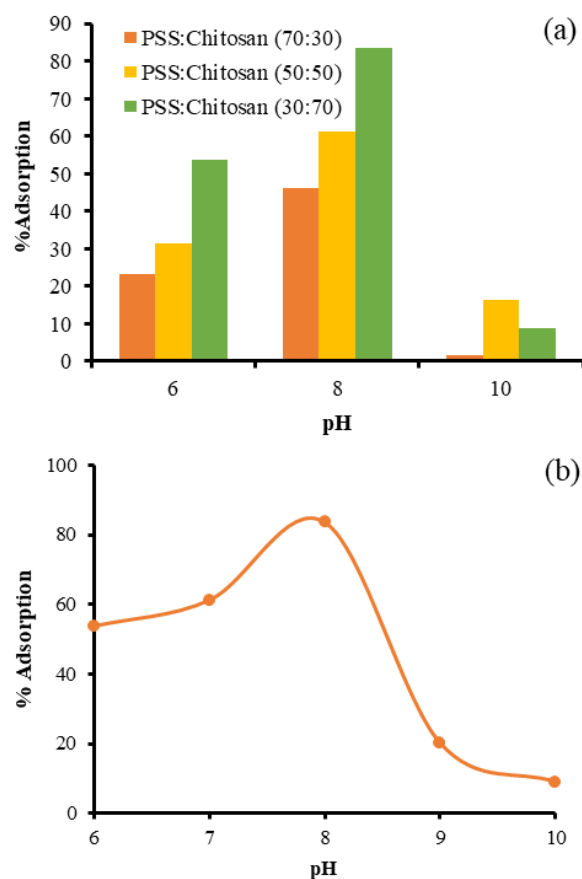 (a)
PSS:Chitosan (70:30)
PSS:Chitosan (50:50)
PSS:Chitosan (30:70)
%Adsorption
90
80
70
60
50
40
30
20
10
0
6 8 10
pH
(b)
% Adsorption
100
80
60
40
20
0
6 7 8 9 10
pH